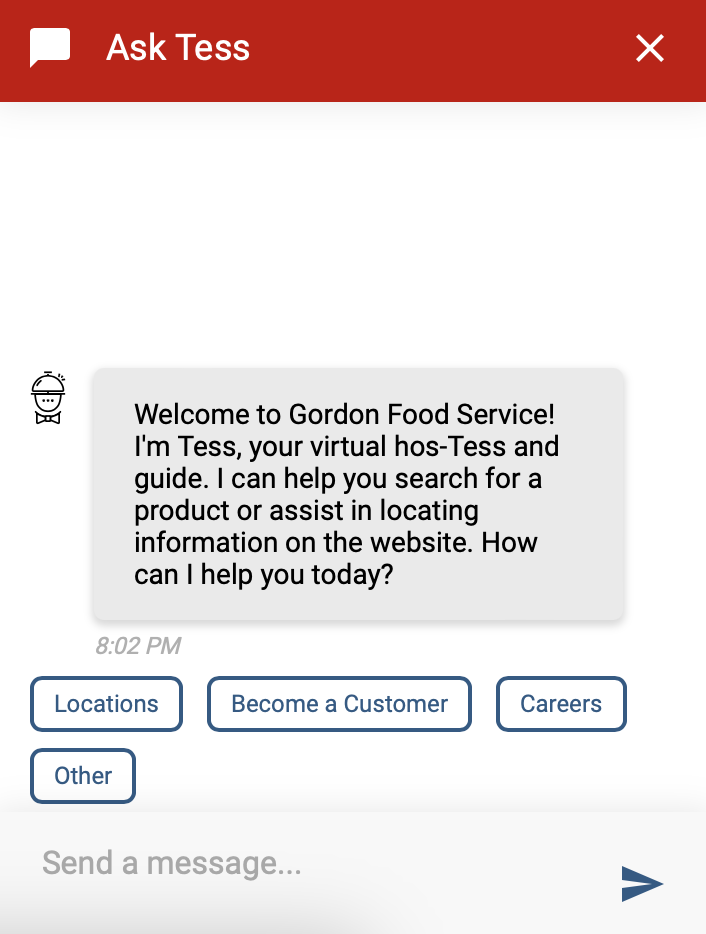 Ask Tess
Welcome to Gordon Food Service!
I'm Tess, your virtual hos-Tess and
guide. I can help you search for a
product or assist in locating
information on the website. How
can I help you today?
8:02 PM
Locations
Become a Customer
Careers
Other
Send a message...